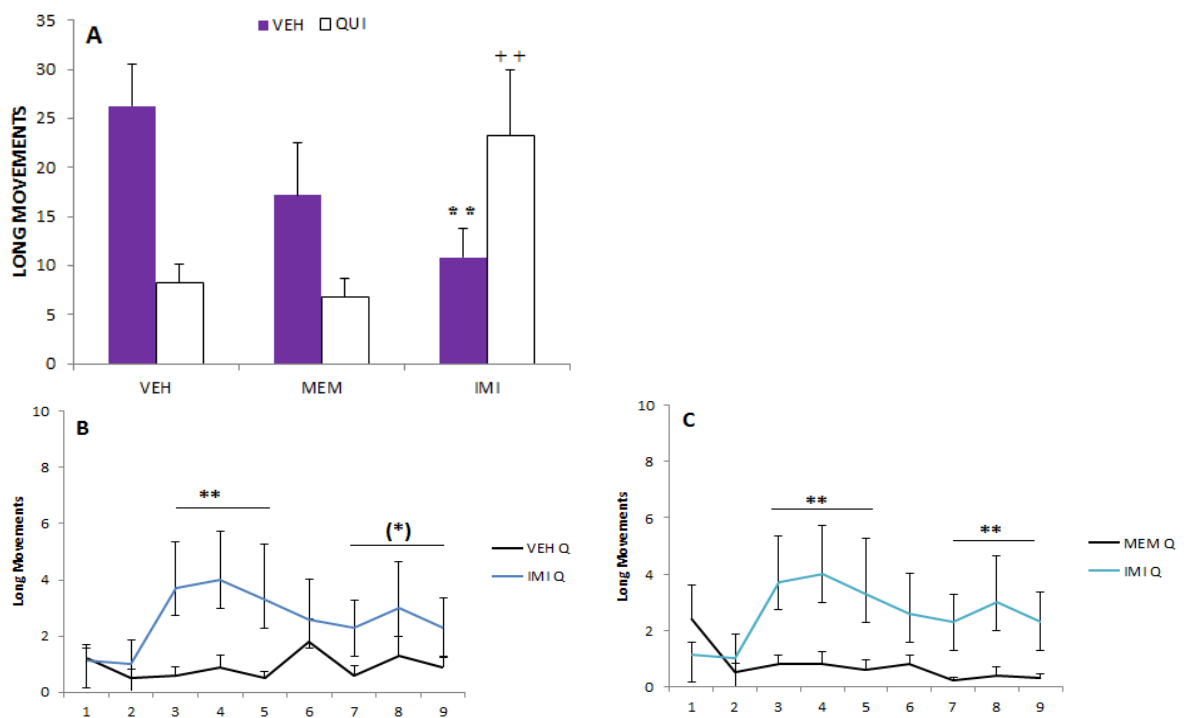 A
VEH QUI
LONG MOVEMENTS
35
30
25
20
15
10
5
0
* *
+ +
VEH MEM IMI
B
Long Movements
10
8
6
4
2
0
**
(*)
VEH Q
IMI Q
1 2 3 4 5 6 7 8 9
C
Long Movements
10
8
6
4
2
0
**
**
MEM Q
IMI Q
1 2 3 4 5 6 7 8 9